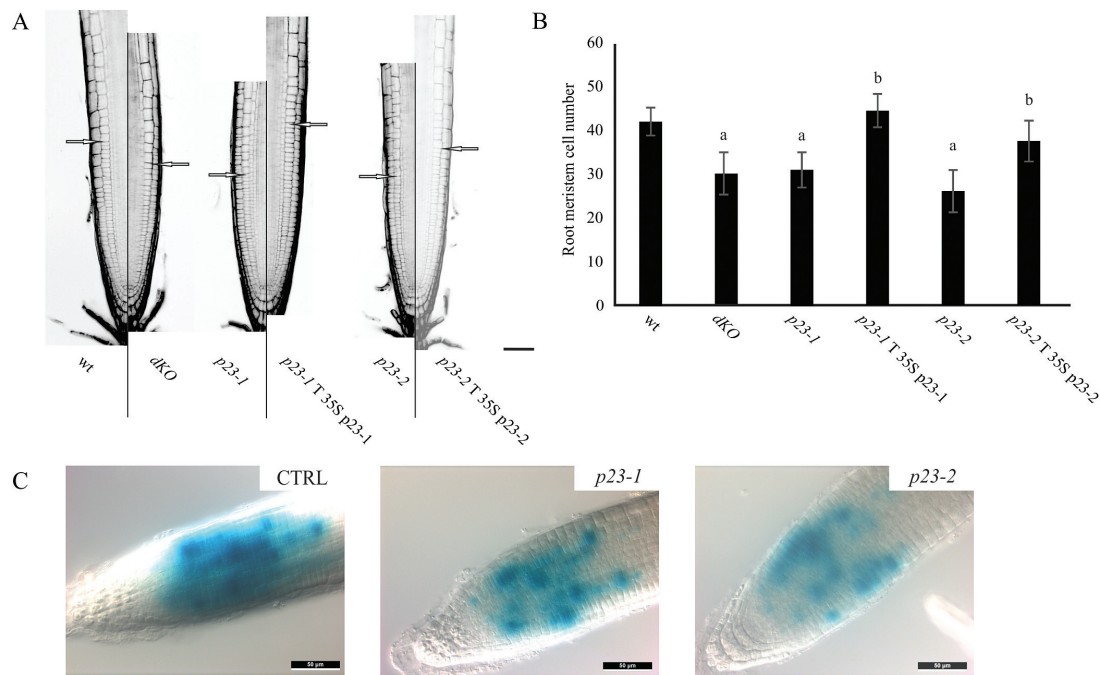 A
wt
dKO
p23-1
p23-1 T 35S p23-1
p23-2
p23-2 T 35S p23-2
B
Root meristem cell number
60
50
40
30
20
10
0
a
a
b
a
b
wt
dKO
p23-1
p23-1 T 35S p23-1
p23-2
p23-2 T 35S p23-2
C
CTRL
50 µm
p23-1
50 µm
p23-2
50 µm